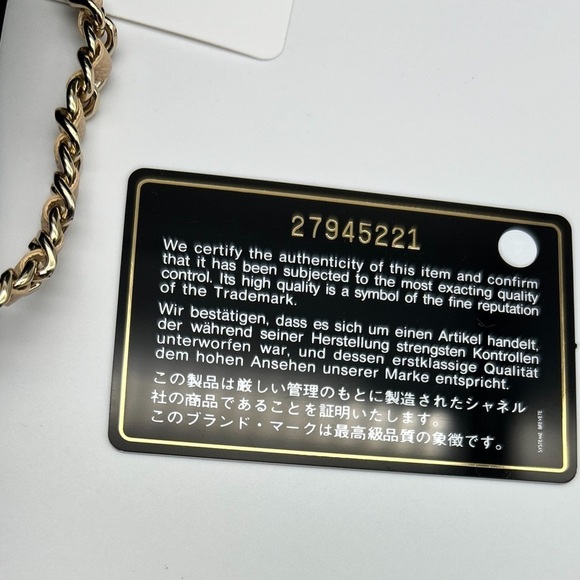 27945221
We certify the authenticity of this item and confirm
that it has been subjected to the most exacting quality
control. Its high quality is a symbol of the fine reputation
of the Trademark.
Wir bestätigen, dass es sich um einen Artikel handelt,
der während seiner Herstellung strengsten Kontrollen
unterworfen war, und dessen erstklassige Qualität
dem hohen Ansehen unserer Marke entspricht.
この製品は厳しい管理のもとに製造されたシャネル
社の商品であることを証明いたします。
このブランド・マークは最高級品質の象徴です。
SYSTEME BREVETE